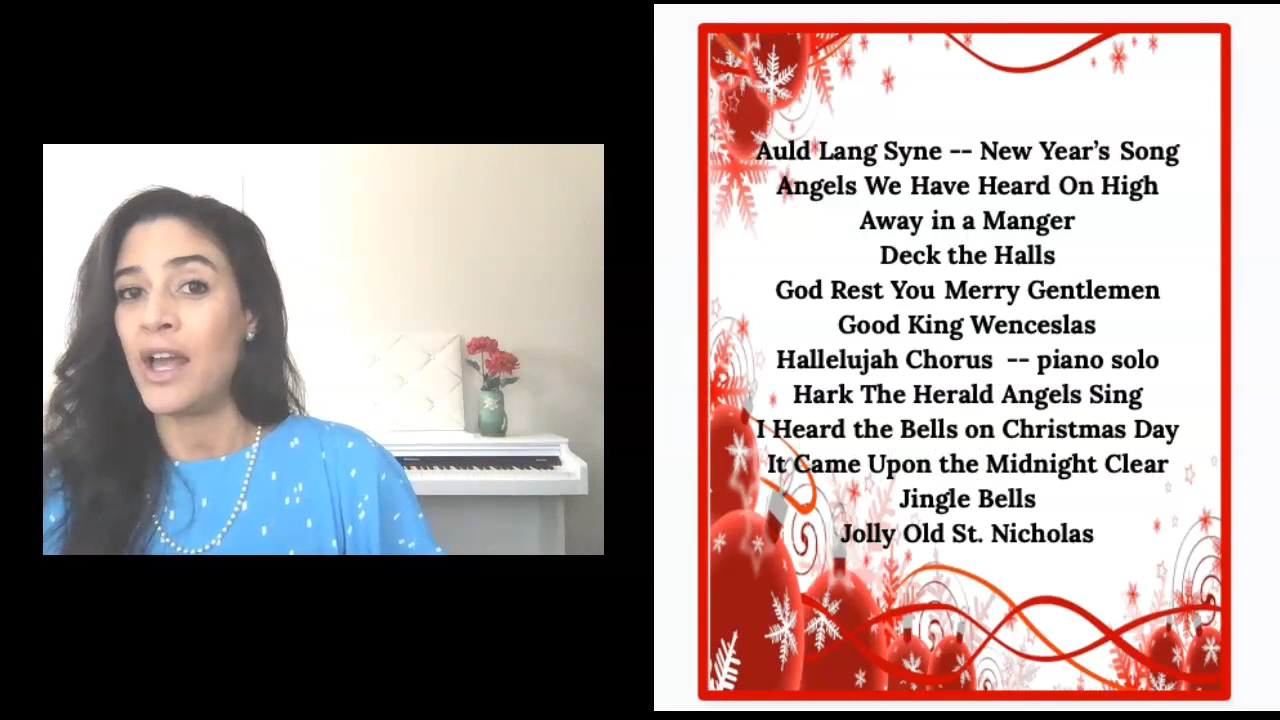 Auld Lang Syne -- New Year’s Song
Angels We Have Heard On High
Away in a Manger
Deck the Halls
God Rest You Merry Gentlemen
Good King Wenceslas
Hallelujah Chorus -- piano solo
Hark The Herald Angels Sing
I Heard the Bells on Christmas Day
It Came Upon the Midnight Clear
Jingle Bells
Jolly Old St. Nicholas